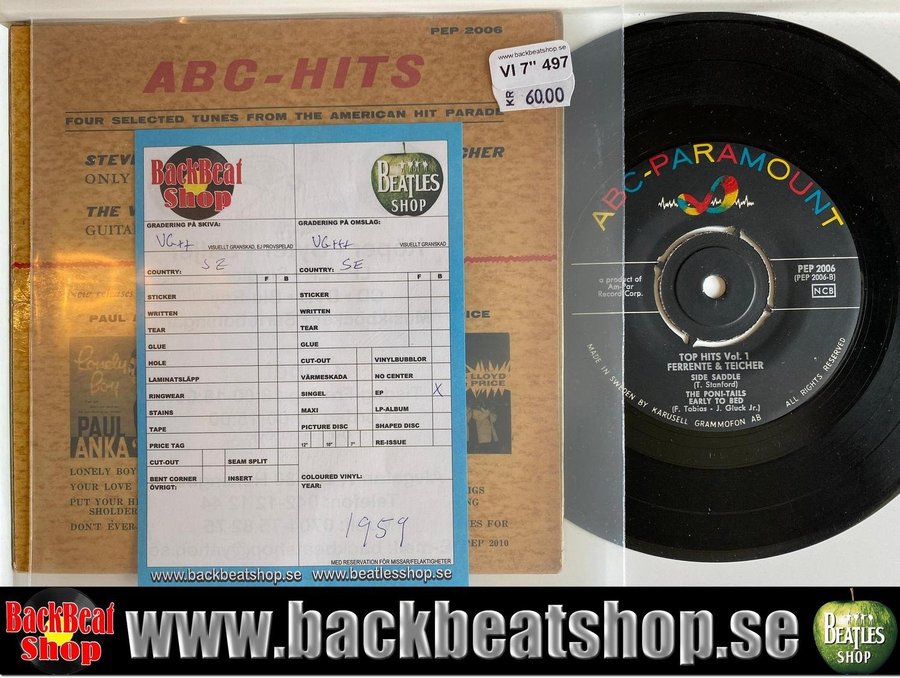 PEP 2006
ABC-HITS
FOUR SELECTED TUNES FROM THE AMERICAN HIT PARADE
www.backbeatshop.se
VI 7" 497
KR 60.00
STEV
CHER
ONLY
THE
GUITA
New releases
PAUL
ICE
Lonely Boy
PAUL
ANKA
LLOYD
PRICE
LONELY BOY
YOUR LOVE
PUT YOUR H
SHOLDER
DON'T EVER
NGS
NG
ES FOR
PEP 2010
BackBeat
Shop
BEATLES
SHOP
GRADERING PÅ SKIVA:
VG++
VISUELLT GRANSKAD, EJ PROVSPELAD
COUNTRY: SE
F B
STICKER
WRITTEN
TEAR
GLUE
HOLE
LAMINATSLÄPP
RINGWEAR
STAINS
TAPE
PRICE TAG
CUT-OUT
SEAM SPLIT
BENT CORNER
INSERT
ÖVRIGT:
GRADERING PÅ OMSLAG:
VG+++
VISUELLT GRANSKAD
COUNTRY: SE
F B
STICKER
WRITTEN
TEAR
GLUE
CUT-OUT VINYLBUBBLOR
VÄRMESKADA NO CENTER
SINGEL EP X
MAXI LP-ALBUM
PICTURE DISC SHAPED DISC
12" 10" 7" RE-ISSUE
COLOURED VINYL:
YEAR:
1959
MED RESERVATION FÖR MISSAR/FELAKTIGHETER
www.backbeatshop.se www.beatlesshop.se
ABC-PARAMOUNT
a product of
Am-Par
Record Corp.
PEP 2006
(PEP 2006-B)
NCB
TOP HITS Vol. 1
FERRENTE & TEICHER
SIDE SADDLE
(T. Stanford)
THE PONI-TAILS
EARLY TO BED
(F. Tobias - J. Gluck Jr.)
MADE IN SWEDEN BY KARUSELL GRAMMOFON AB
ALL RIGHTS RESERVED
BackBeat
Shop
www.backbeatshop.se
BEATLES
SHOP